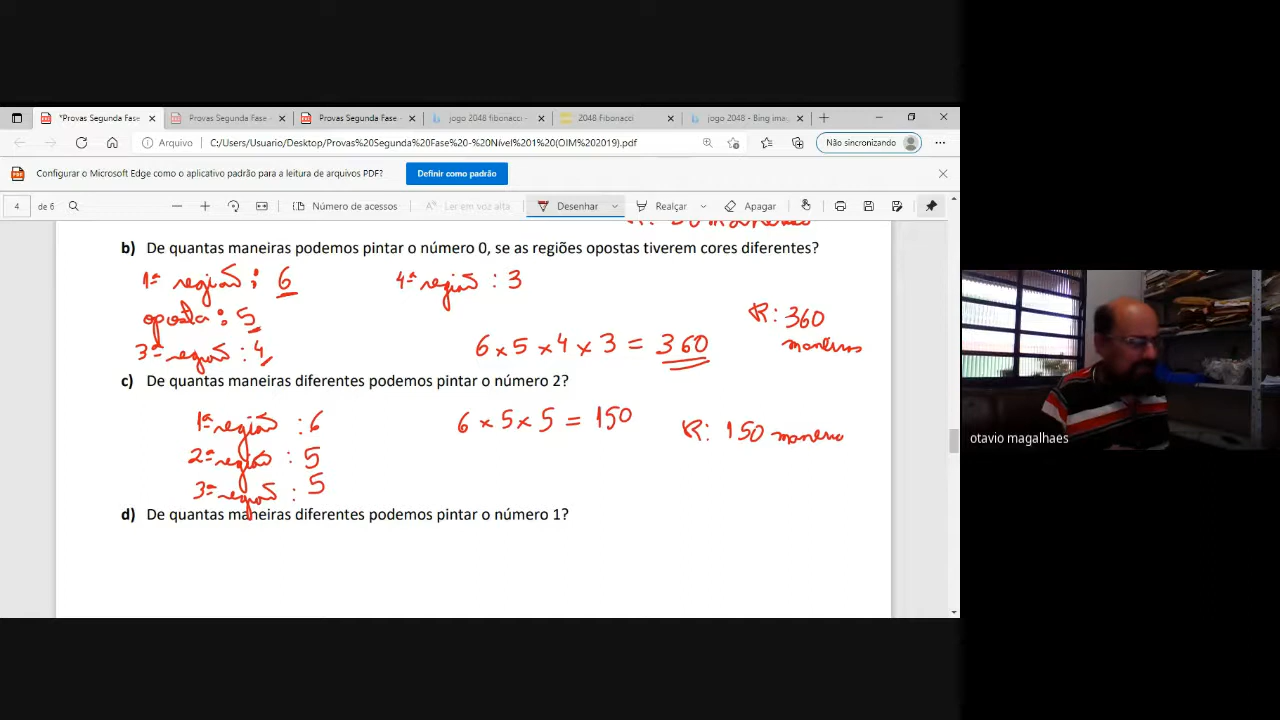 *Provas Segunda Fase
Provas Segunda Fase -
Provas Segunda Fase -
jogo 2048 fibonacci -
2048 fibonacci
jogo 2048 - Bing ima
Arquivo
C:/Users/Usuario/Desktop/Provas%20Segunda%20Fase%20-%20Nível%201%20(OIM%202019).pdf
Não sincronizando
Configurar o Microsoft Edge como o aplicativo padrão para a leitura de arquivos PDF?
Definir como padrão
4 de 6
Número de acessos
Ler em voz alta
Desenhar
Realçar
Apagar
b) De quantas maneiras podemos pintar o número 0, se as regiões opostas tiverem cores diferentes?
1ª região : 6
4ª região : 3
oposta : 5
R: 360
maneiras
3ª região : 4
6 x 5 x 4 x 3 = 360
c) De quantas maneiras diferentes podemos pintar o número 2?
1ª região : 6
6 x 5 x 5 = 150
R: 150 maneiras
2ª região : 5
3ª região : 5
d) De quantas maneiras diferentes podemos pintar o número 1?
otavio magalhaes